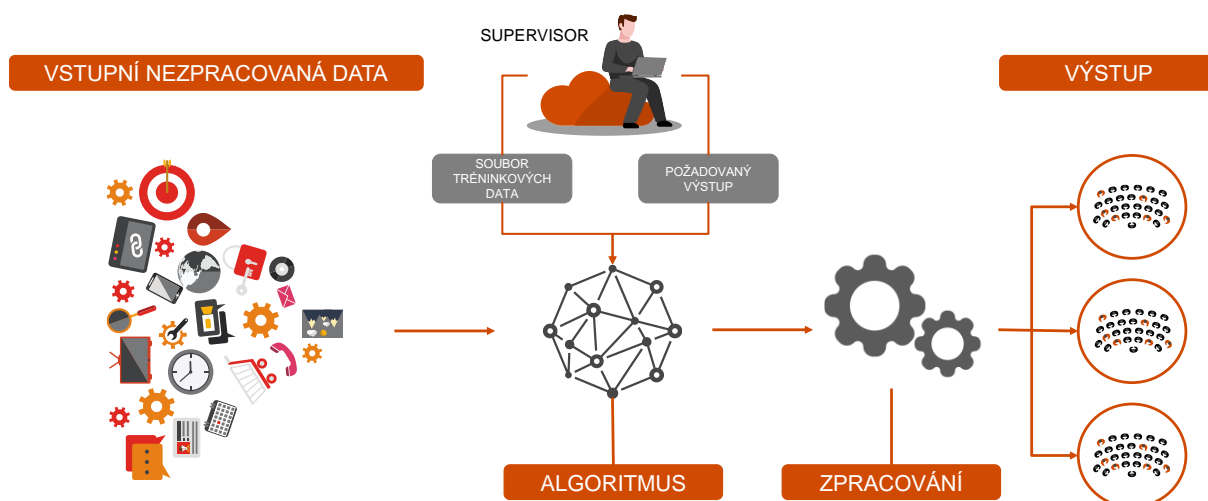 SUPERVISOR
VSTUPNÍ NEZPRACOVANÁ DATA
VÝSTUP
SOUBOR
TRÉNINKOVÝCH
DATA
POŽADOVANÝ
VÝSTUP
ALGORITMUS
ZPRACOVÁNÍ